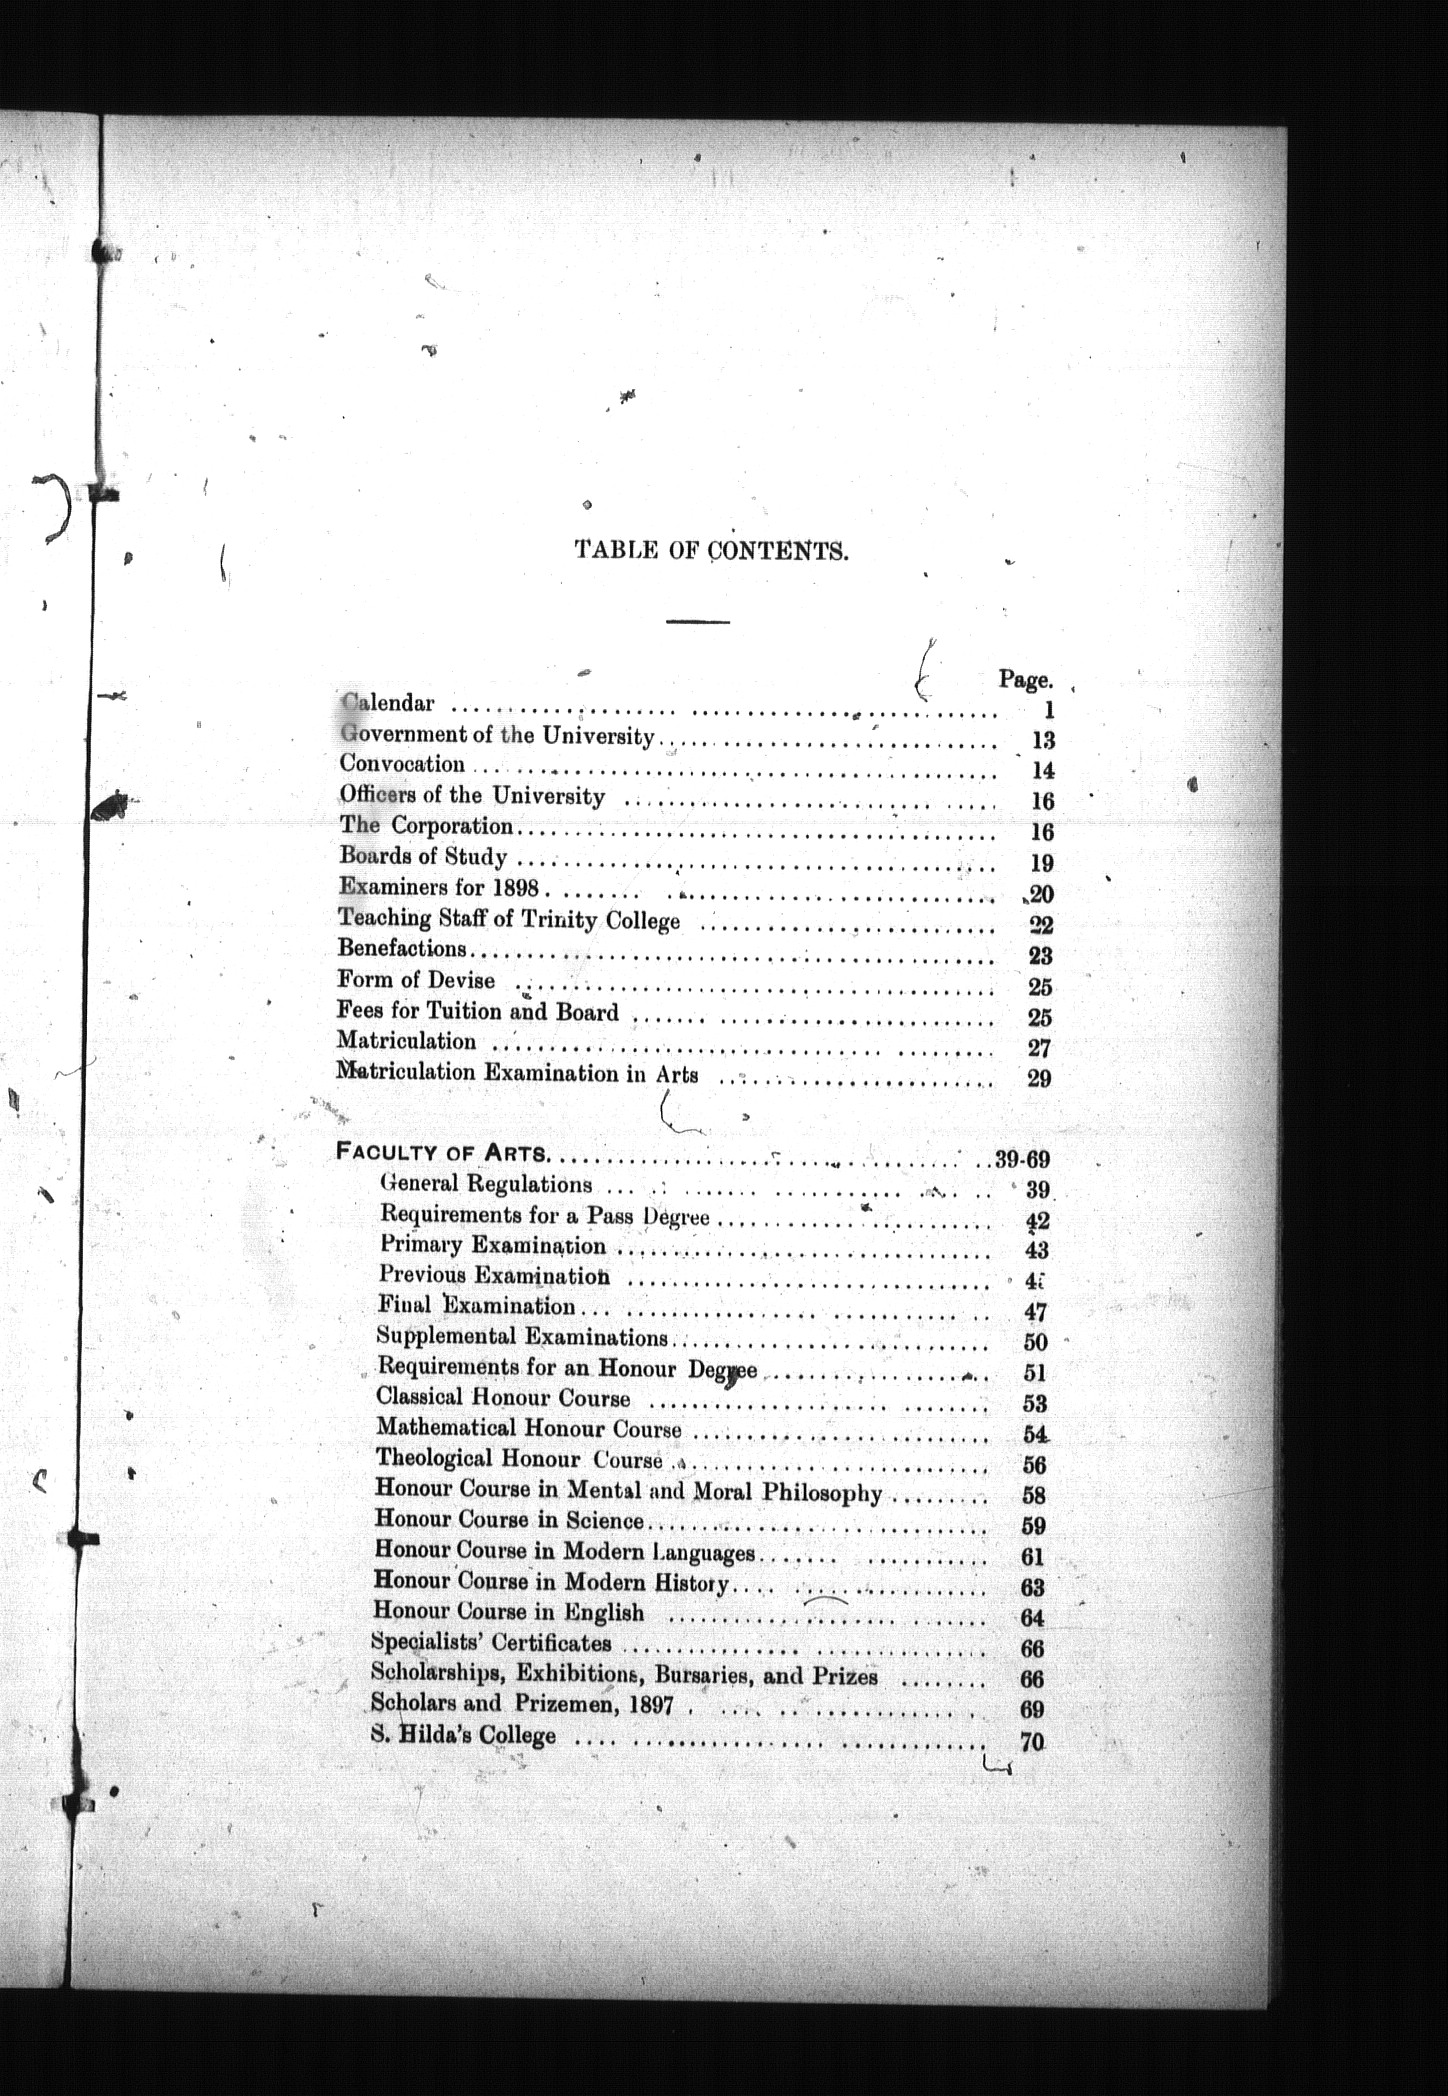 TABLE OF CONTENTS.
Page.
Calendar ........................................ 1
Government of the University ........................................ 13
Convocation ........................................ 14
Officers of the University ........................................ 16
The Corporation ........................................ 16
Boards of Study ........................................ 19
Examiners for 1898 ........................................ 20
Teaching Staff of Trinity College ........................................ 22
Benefactions ........................................ 23
Form of Devise ........................................ 25
Fees for Tuition and Board ........................................ 25
Matriculation ........................................ 27
Matriculation Examination in Arts ........................................ 29
FACULTY OF ARTS ........................................ 39-69
General Regulations ........................................ 39
Requirements for a Pass Degree ........................................ 42
Primary Examination ........................................ 43
Previous Examination ........................................
Final Examination ........................................ 47
Supplemental Examinations ........................................ 50
Requirements for an Honour Degree ........................................ 51
Classical Honour Course ........................................ 53
Mathematical Honour Course ........................................ 54
Theological Honour Course ........................................ 56
Honour Course in Mental and Moral Philosophy ......... 58
Honour Course in Science ........................................ 59
Honour Course in Modern Languages ........................................ 61
Honour Course in Modern History ........................................ 63
Honour Course in English ........................................ 64
Specialists' Certificates ........................................ 66
Scholarships, Exhibitions, Bursaries, and Prizes ........ 66
Scholars and Prizemen, 1897 ........................................ 69
S. Hilda's College ........................................ 70